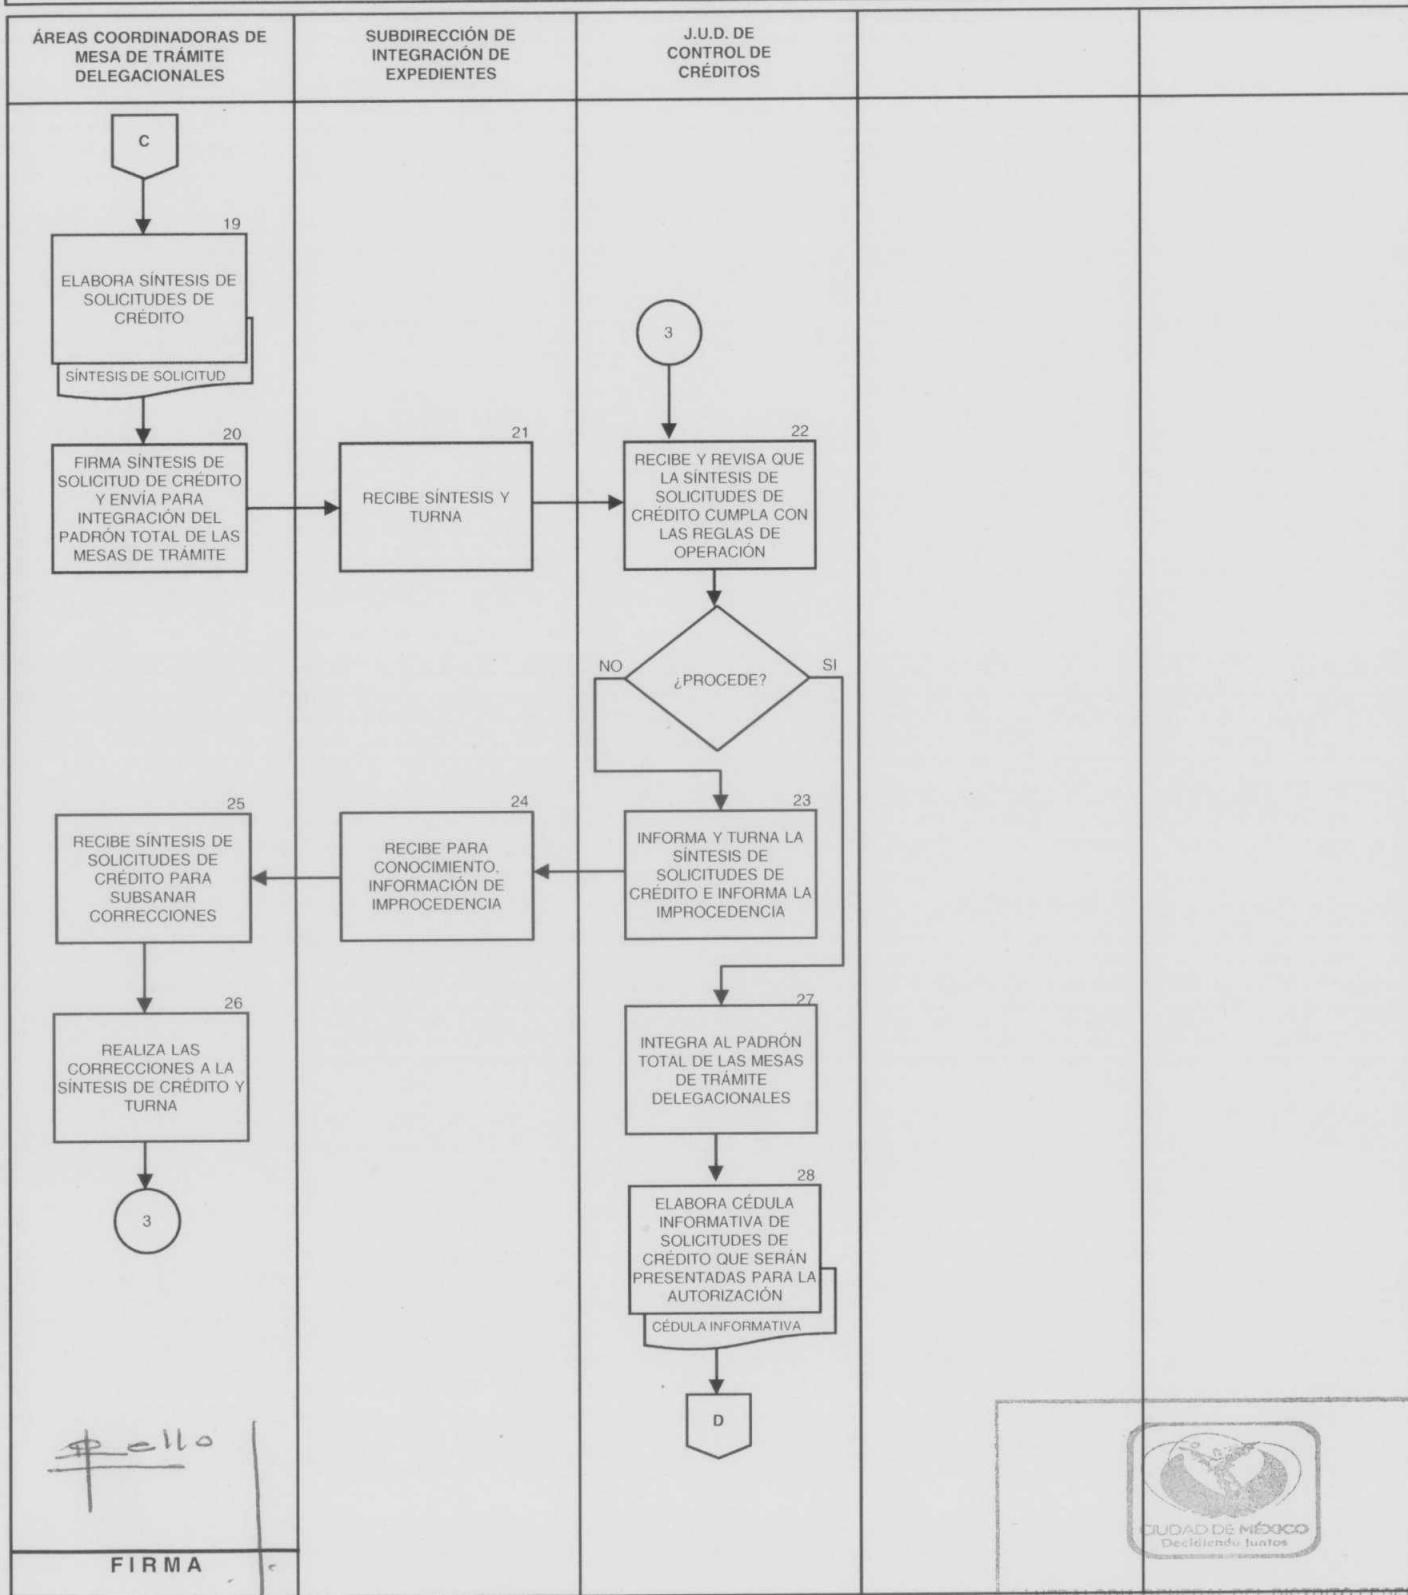 ÁREAS COORDINADORAS DE
MESA DE TRÁMITE
DELEGACIONALES
SUBDIRECCIÓN DE
INTEGRACIÓN DE
EXPEDIENTES
J.U.D. DE
CONTROL DE
CRÉDITOS
C
19
ELABORA SÍNTESIS DE
SOLICITUDES DE
CRÉDITO
SÍNTESIS DE SOLICITUD
3
20
FIRMA SÍNTESIS DE
SOLICITUD DE CRÉDITO
Y ENVÍA PARA
INTEGRACIÓN DEL
PADRÓN TOTAL DE LAS
MESAS DE TRÁMITE
21
RECIBE SÍNTESIS Y
TURNA
22
RECIBE Y REVISA QUE
LA SÍNTESIS DE
SOLICITUDES DE
CRÉDITO CUMPLA CON
LAS REGLAS DE
OPERACIÓN
NO
¿PROCEDE?
SI
23
INFORMA Y TURNA LA
SÍNTESIS DE
SOLICITUDES DE
CRÉDITO E INFORMA LA
IMPROCEDENCIA
24
RECIBE PARA
CONOCIMIENTO,
INFORMACIÓN DE
IMPROCEDENCIA
25
RECIBE SÍNTESIS DE
SOLICITUDES DE
CRÉDITO PARA
SUBSANAR
CORRECCIONES
26
REALIZA LAS
CORRECCIONES A LA
SÍNTESIS DE CRÉDITO Y
TURNA
3
27
INTEGRA AL PADRÓN
TOTAL DE LAS MESAS
DE TRÁMITE
DELEGACIONALES
28
ELABORA CÉDULA
INFORMATIVA DE
SOLICITUDES DE
CRÉDITO QUE SERÁN
PRESENTADAS PARA LA
AUTORIZACIÓN
CÉDULA INFORMATIVA
D
FIRMA
CIUDAD DE MÉXICO
Decidiendo Juntos